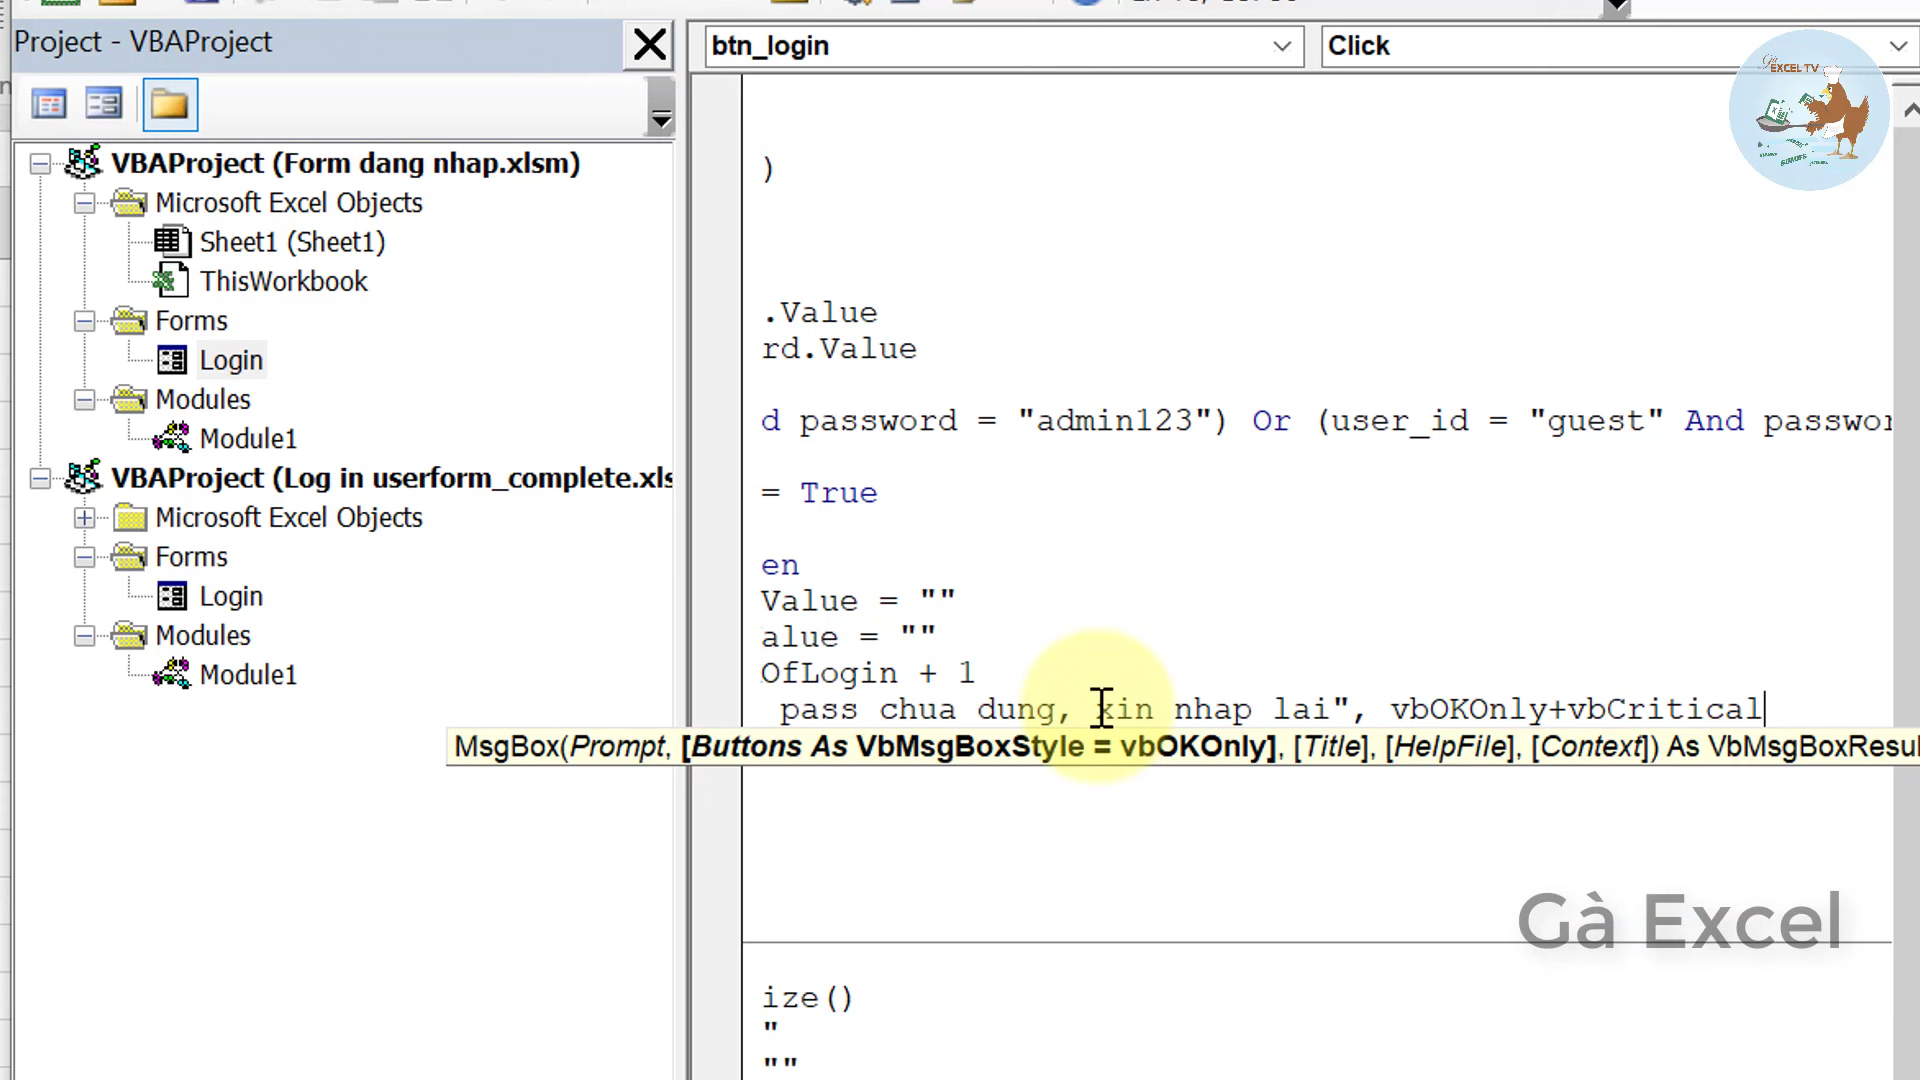 Project - VBAProject
btn_login
Click
EXCEL TV
VBAProject (Form dang nhap.xlsm)
Microsoft Excel Objects
Sheet1 (Sheet1)
ThisWorkbook
Forms
Login
Modules
Module1
VBAProject (Log in userform_complete.xls
Microsoft Excel Objects
Forms
Login
Modules
Module1
)
.Value
rd.Value
d password = "admin123") Or (user_id = "guest" And passwor
= True
en
Value = ""
alue = ""
OfLogin + 1
pass chua dung, xin nhap lai", vbOKOnly+vbCritical
MsgBox(Prompt, [Buttons As VbMsgBoxStyle = vbOKOnly], [Title], [HelpFile], [Context]) As VbMsgBoxResul
Gà Excel
ize()
"
""